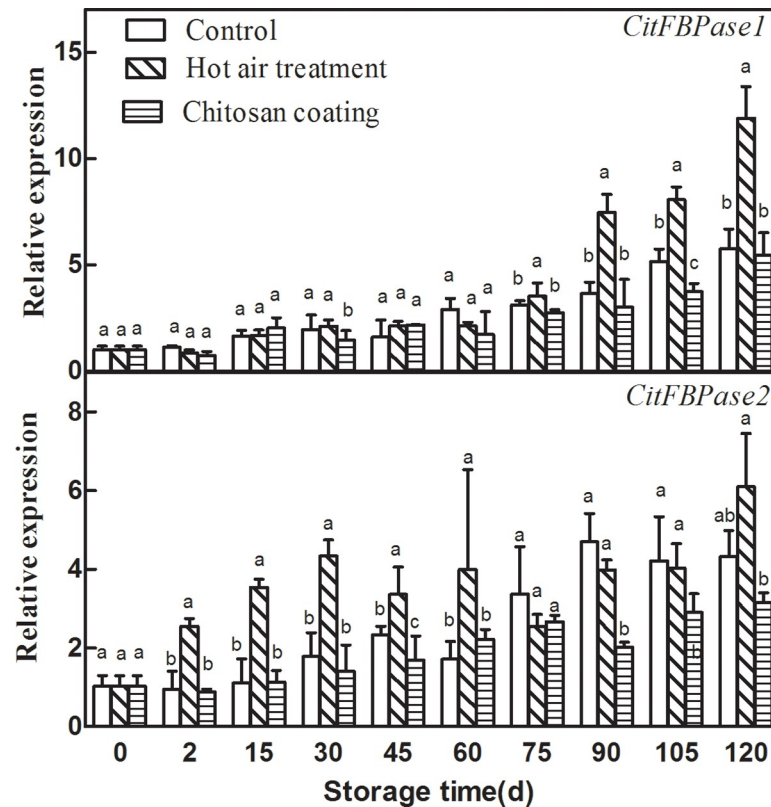 CitFBPase1
Control
Hot air treatment
Chitosan coating
Relative expression
15
10
5
0
a a a
a a a
a a a
a a b
a a a
a a a
b a b
b a b
b a c
b a b
CitFBPase2
Relative expression
8
6
4
2
0
a a a
b a b
b a b
b a b
b a c
b a b
a a a
a a b
a a b
ab a b
0 2 15 30 45 60 75 90 105 120
Storage time(d)